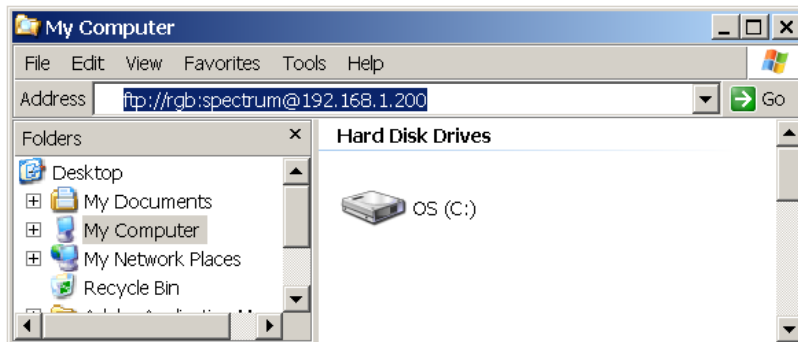 My Computer
File Edit View Favorites Tools Help
Address ftp://rgb:spectrum@192.168.1.200 Go
Folders
Hard Disk Drives
Desktop
My Documents
My Computer
My Network Places
Recycle Bin
OS (C:)